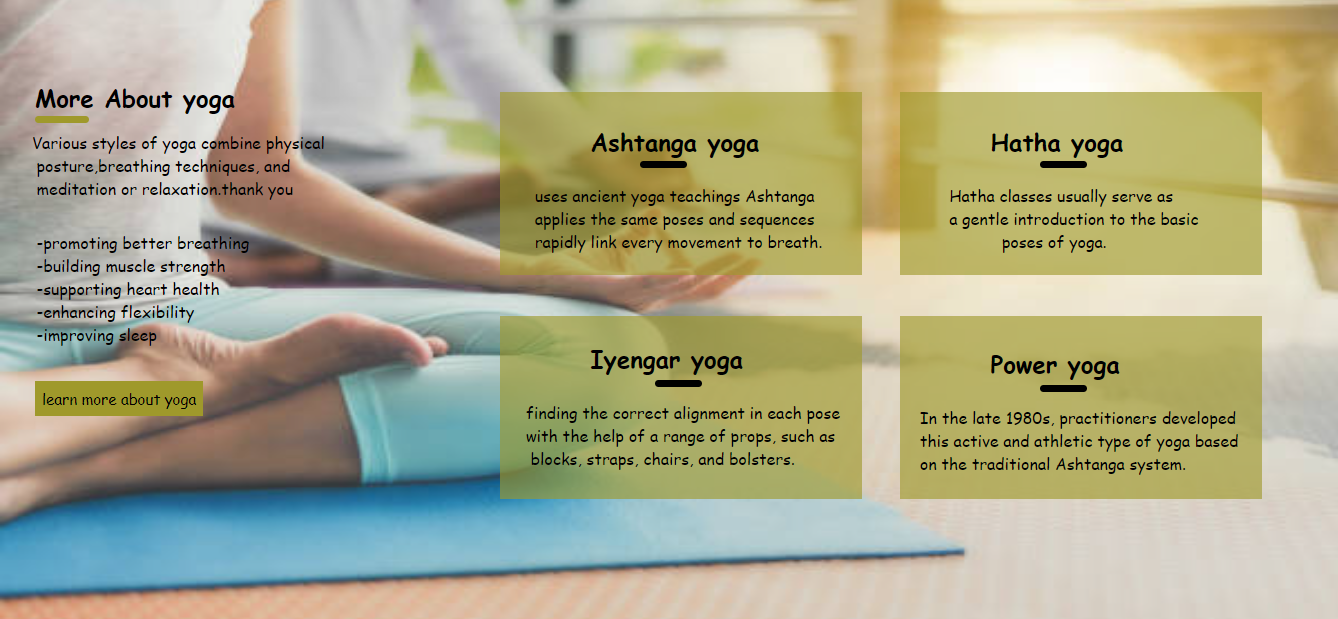 More About yoga
Various styles of yoga combine physical
posture,breathing techniques, and
meditation or relaxation.thank you
-promoting better breathing
-building muscle strength
-supporting heart health
-enhancing flexibility
-improving sleep
learn more about yoga
Ashtanga yoga
uses ancient yoga teachings Ashtanga
applies the same poses and sequences
rapidly link every movement to breath.
Hatha yoga
Hatha classes usually serve as
a gentle introduction to the basic
poses of yoga.
Iyengar yoga
finding the correct alignment in each pose
with the help of a range of props, such as
blocks, straps, chairs, and bolsters.
Power yoga
In the late 1980s, practitioners developed
this active and athletic type of yoga based
on the traditional Ashtanga system.